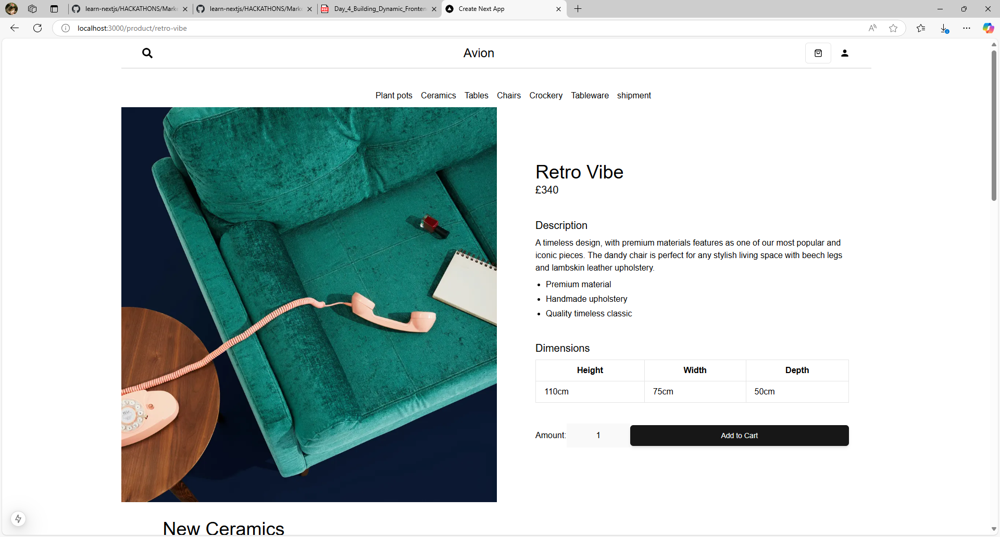 learn-nextjs/HACKATHONS/Marke
learn-nextjs/HACKATHONS/Marke
Day_4_Building_Dynamic_Fronten
Create Next App
localhost:3000/product/retro-vibe
Avion
Plant pots Ceramics Tables Chairs Crockery Tableware shipment
Retro Vibe
£340
Description
A timeless design, with premium materials features as one of our most popular and
iconic pieces. The dandy chair is perfect for any stylish living space with beech legs
and lambskin leather upholstery.
• Premium material
• Handmade upholstery
• Quality timeless classic
Dimensions
Height Width Depth
110cm 75cm 50cm
Amount: 1 Add to Cart
New Ceramics